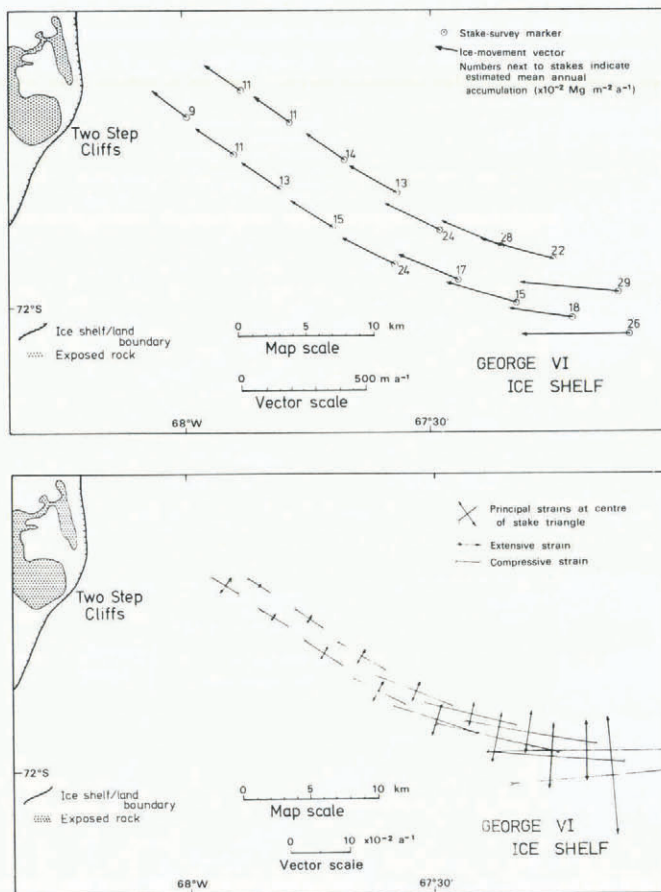 Stake-survey marker
Ice-movement vector
Numbers next to stakes indicate
estimated mean annual
accumulation (x10⁻² Mg m⁻² a⁻¹)
11
9
11
Two Step
Cliffs
11
14
13
13
15
24
28
22
24
17
29
15
18
26
72°S
Ice shelf/land
boundary
Exposed rock
0 5 10 km
Map scale
0 500 m a⁻¹
Vector scale
GEORGE VI
ICE SHELF
68°W
67°30'
Principal strains at centre
of stake triangle
Extensive strain
Compressive strain
Two Step
Cliffs
72°S
Ice shelf/land
boundary
Exposed rock
0 5 10 km
Map scale
0 10 x10⁻² a⁻¹
Vector scale
GEORGE VI
ICE SHELF
68°W
67°30'